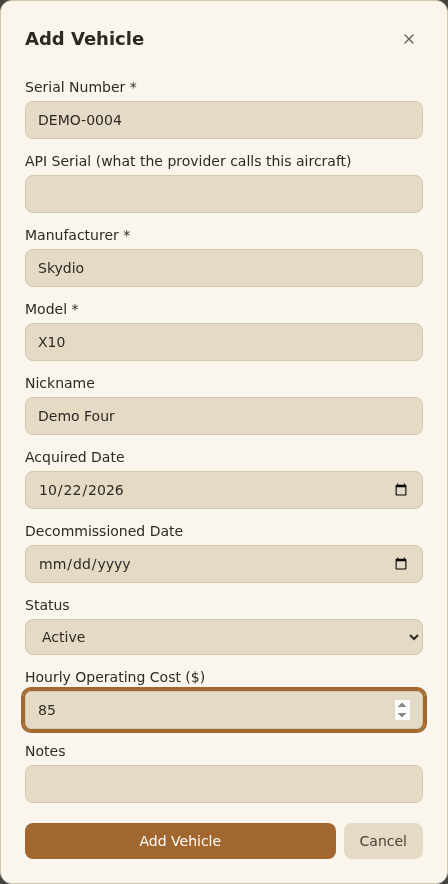 Add Vehicle ×
Serial Number *
DEMO-0004
API Serial (what the provider calls this aircraft)
Manufacturer *
Skydio
Model *
X10
Nickname
Demo Four
Acquired Date
10/22/2026
Decommissioned Date
mm/dd/yyyy
Status
Active
Hourly Operating Cost ($)
85
Notes
Add Vehicle Cancel